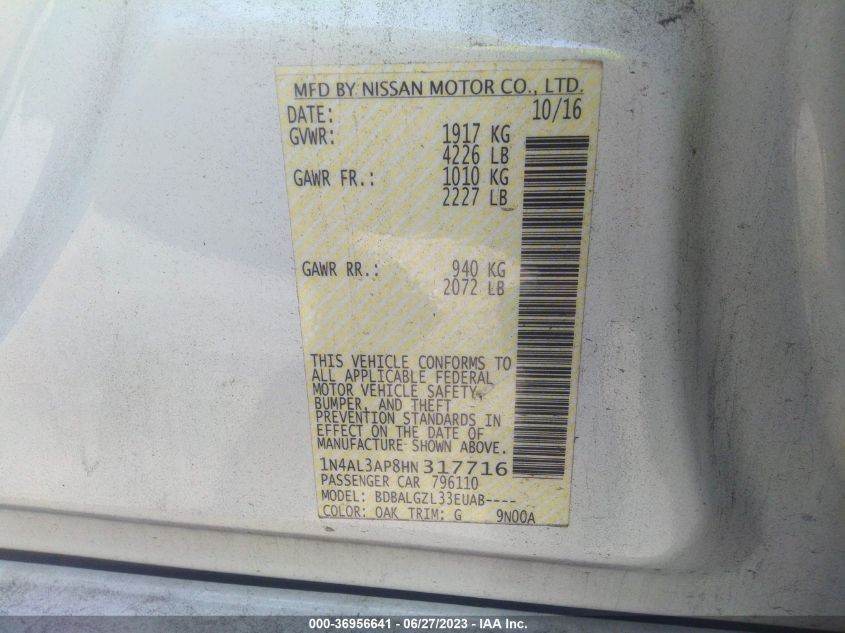 MFD BY NISSAN MOTOR CO., LTD.
DATE: 10/16
GVWR: 1917 KG
4226 LB
GAWR FR.: 1010 KG
2227 LB
GAWR RR.: 940 KG
2072 LB
THIS VEHICLE CONFORMS TO
ALL APPLICABLE FEDERAL
MOTOR VEHICLE SAFETY,
BUMPER, AND THEFT
PREVENTION STANDARDS IN
EFFECT ON THE DATE OF
MANUFACTURE SHOWN ABOVE.
1N4AL3AP8HN 317716
PASSENGER CAR 796110
MODEL: BDBALGZL33EUAB----
COLOR: QAK TRIM: G 9N00A
000-36956641 - 06/27/2023 - IAA Inc.